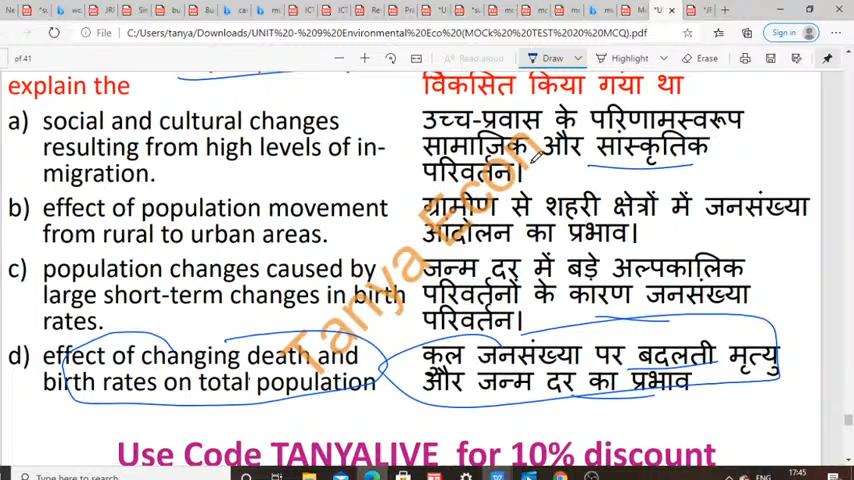 File
C:/Users/tanya/Downloads/UNIT%20-%209%20Environmental%20Eco%20(MOCk%20TEST%2020%20MCQ).pdf
Sign in
of 41
Read aloud
Draw
Highlight
Erase
explain the
विकसित किया गया था
a) social and cultural changes
resulting from high levels of in-
migration.
उच्च-प्रवास के परिणामस्वरूप
सामाजिक और सांस्कृतिक
परिवर्तन।
b) effect of population movement
from rural to urban areas.
ग्रामीण से शहरी क्षेत्रों में जनसंख्या
आंदोलन का प्रभाव।
c) population changes caused by
large short-term changes in birth
rates.
जन्म दर में बड़े अल्पकालिक
परिवर्तनों के कारण जनसंख्या
परिवर्तन।
d) effect of changing death and
birth rates on total population
कुल जनसंख्या पर बदलती मृत्यु
और जन्म दर का प्रभाव
Tanya Econ
Use Code TANYALIVE for 10% discount
Type here to search
ENG
17:45